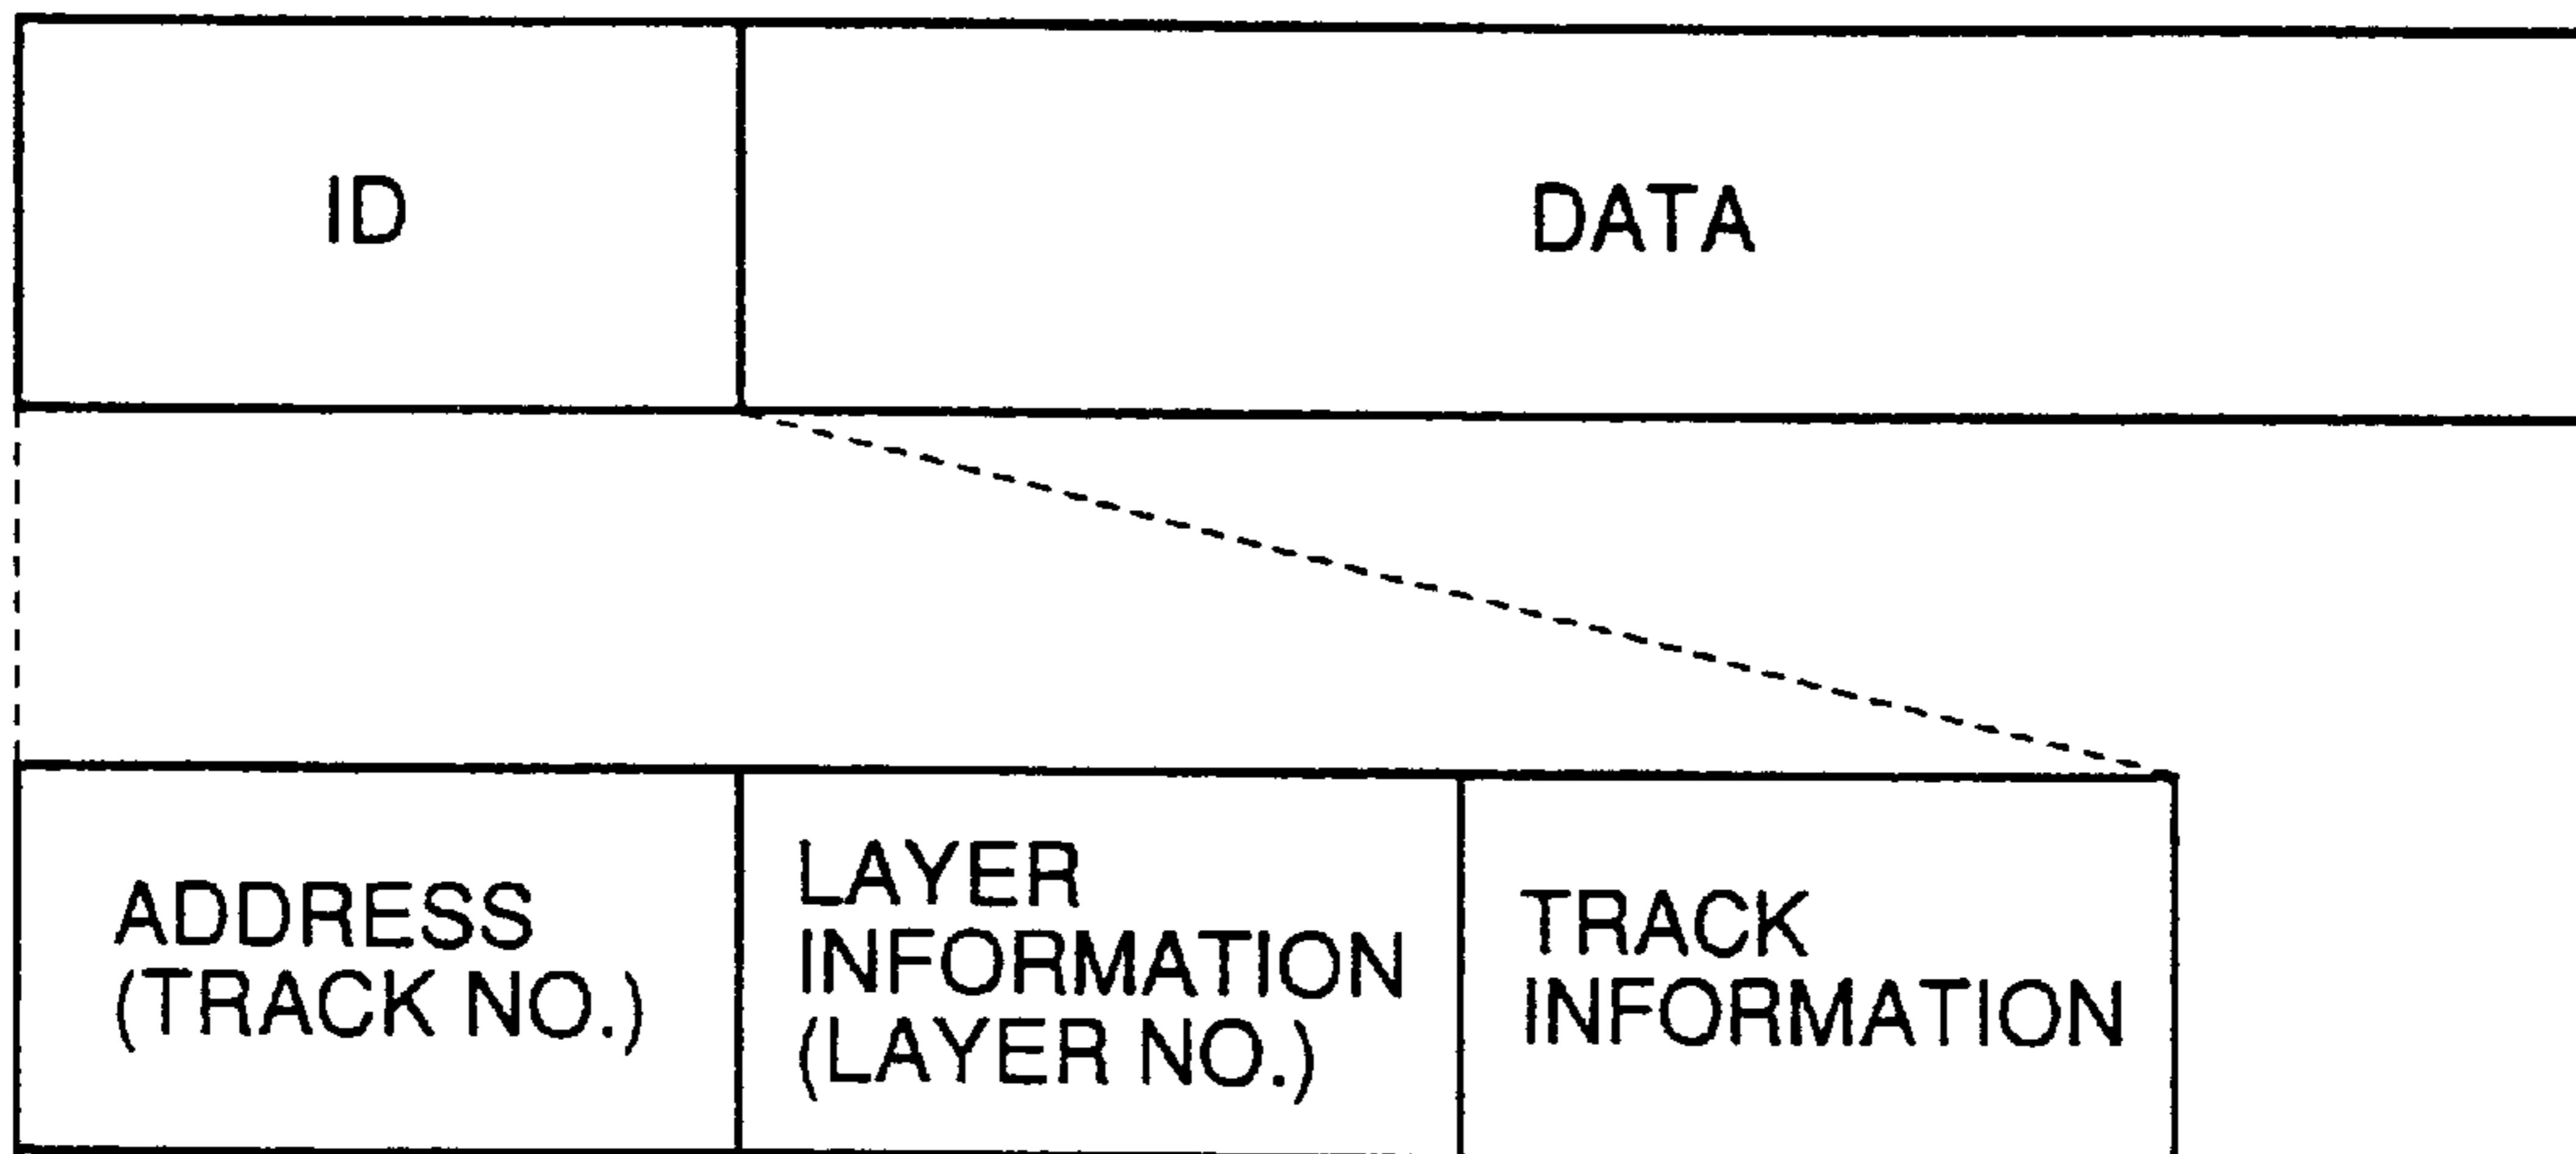 ID
DATA
ADDRESS
(TRACK NO.)
LAYER
INFORMATION
(LAYER NO.)
TRACK
INFORMATION